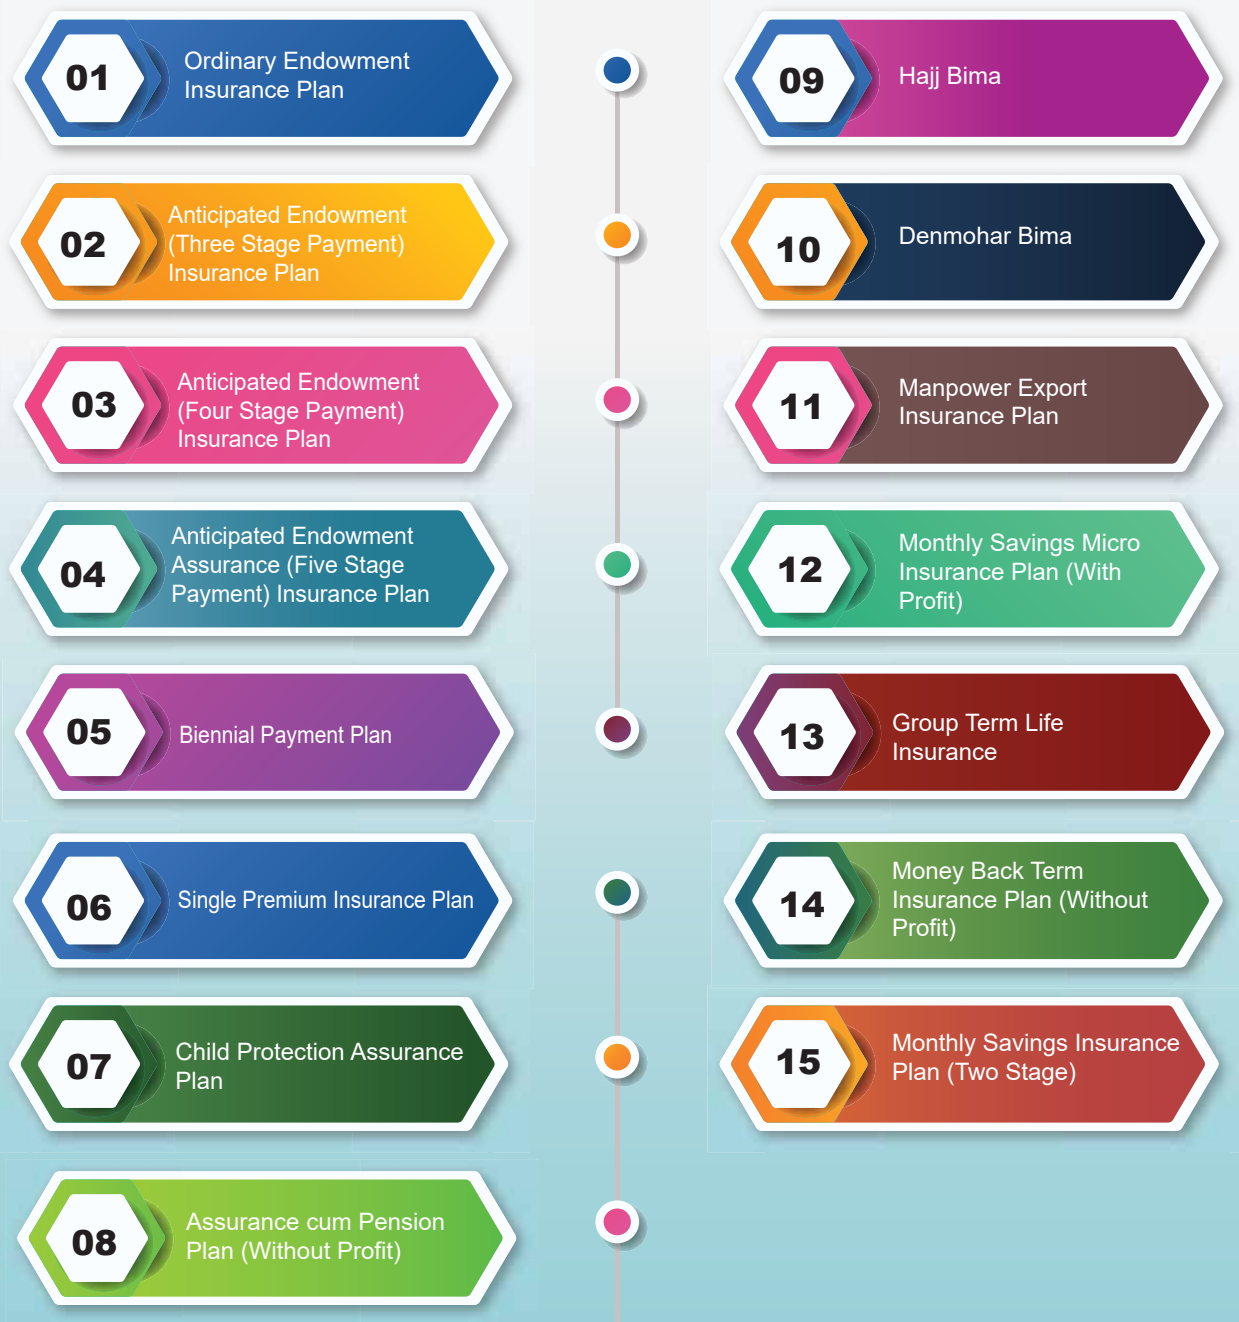 01
Ordinary Endowment
Insurance Plan
02
Anticipated Endowment
(Three Stage Payment)
Insurance Plan
03
Anticipated Endowment
(Four Stage Payment)
Insurance Plan
04
Anticipated Endowment
Assurance (Five Stage
Payment) Insurance Plan
05
Biennial Payment Plan
06
Single Premium Insurance Plan
07
Child Protection Assurance
Plan
08
Assurance cum Pension
Plan (Without Profit)
09
Hajj Bima
10
Denmohar Bima
11
Manpower Export
Insurance Plan
12
Monthly Savings Micro
Insurance Plan (With
Profit)
13
Group Term Life
Insurance
14
Money Back Term
Insurance Plan (Without
Profit)
15
Monthly Savings Insurance
Plan (Two Stage)